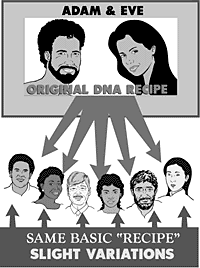 ADAM & EVE
ORIGINAL DNA RECIPE
SAME BASIC “RECIPE”
SLIGHT VARIATIONS